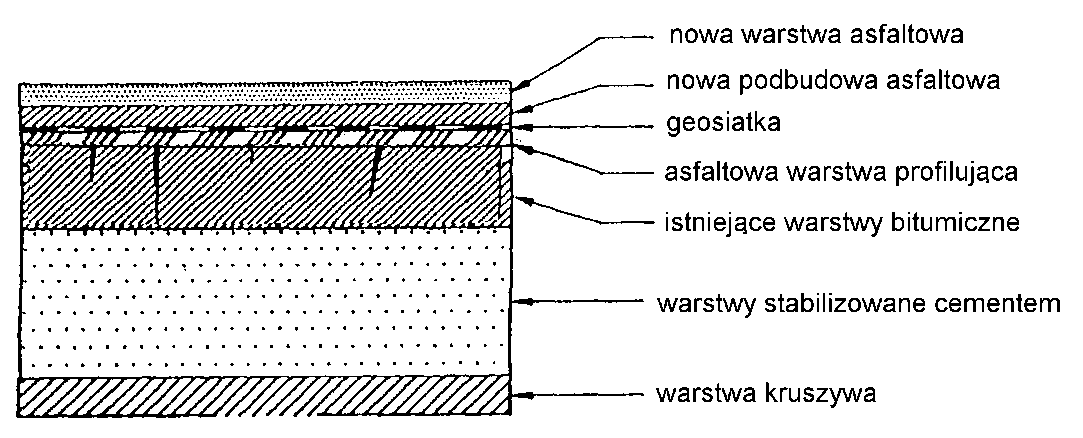 nowa warstwa asfaltowa
nowa podbudowa asfaltowa
geosiatka
asfaltowa warstwa profilująca
istniejące warstwy bitumiczne
warstwy stabilizowane cementem
warstwa kruszywa